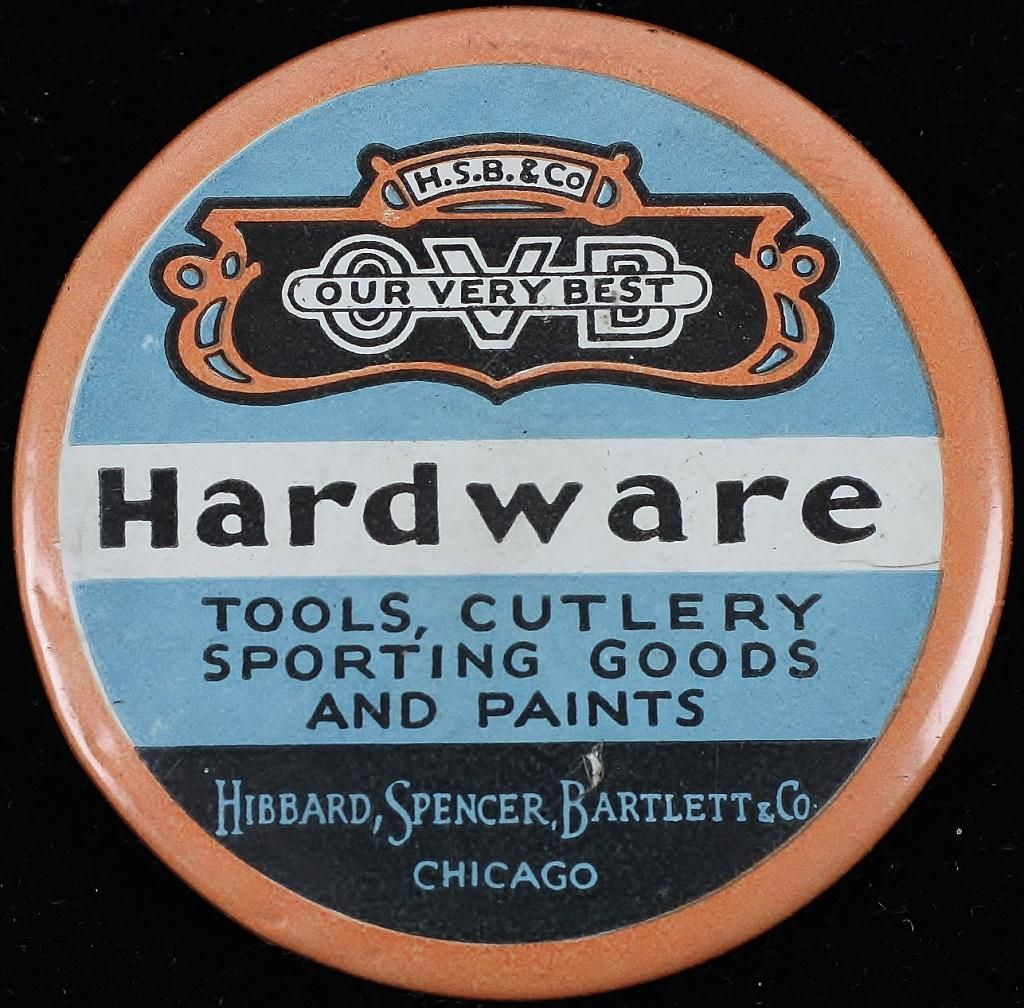 H.S.B. & Co
OVB
OUR VERY BEST
Hardware
TOOLS, CUTLERY
SPORTING GOODS
AND PAINTS
HIBBARD, SPENCER, BARTLETT & CO.
CHICAGO